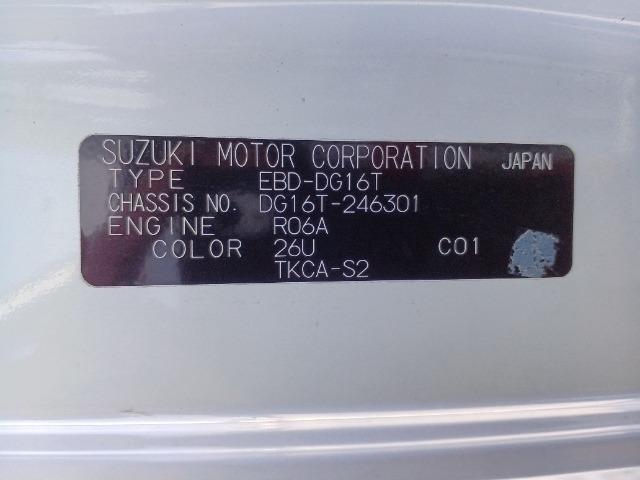 SUZUKI MOTOR CORPORATION JAPAN
TYPE EBD-DG16T
CHASSIS NO. DG16T-246301
ENGINE R06A
COLOR 26U C01
TKCA-S2